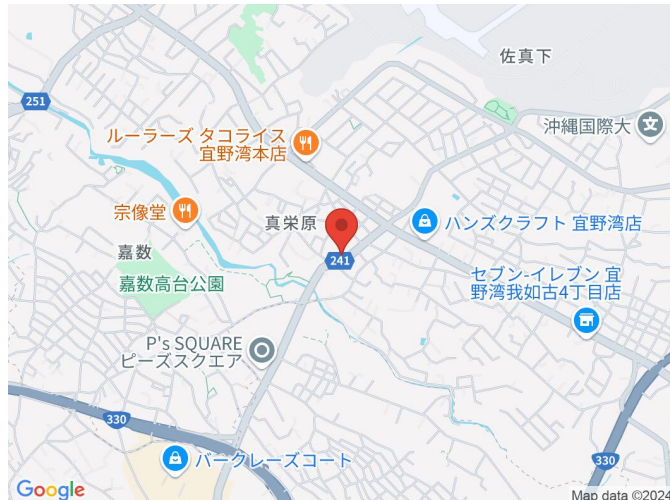 佐真下
251
沖縄国際大
ルーラーズ タコライス
宜野湾本店
宗像堂
真栄原
ハンズクラフト 宜野湾店
嘉数
241
嘉数高台公園
セブン-イレブン 宜
野湾我如古4丁目店
P's SQUARE
ピーズスクエア
330
バークレーズコート
330
Google
Map data ©2024